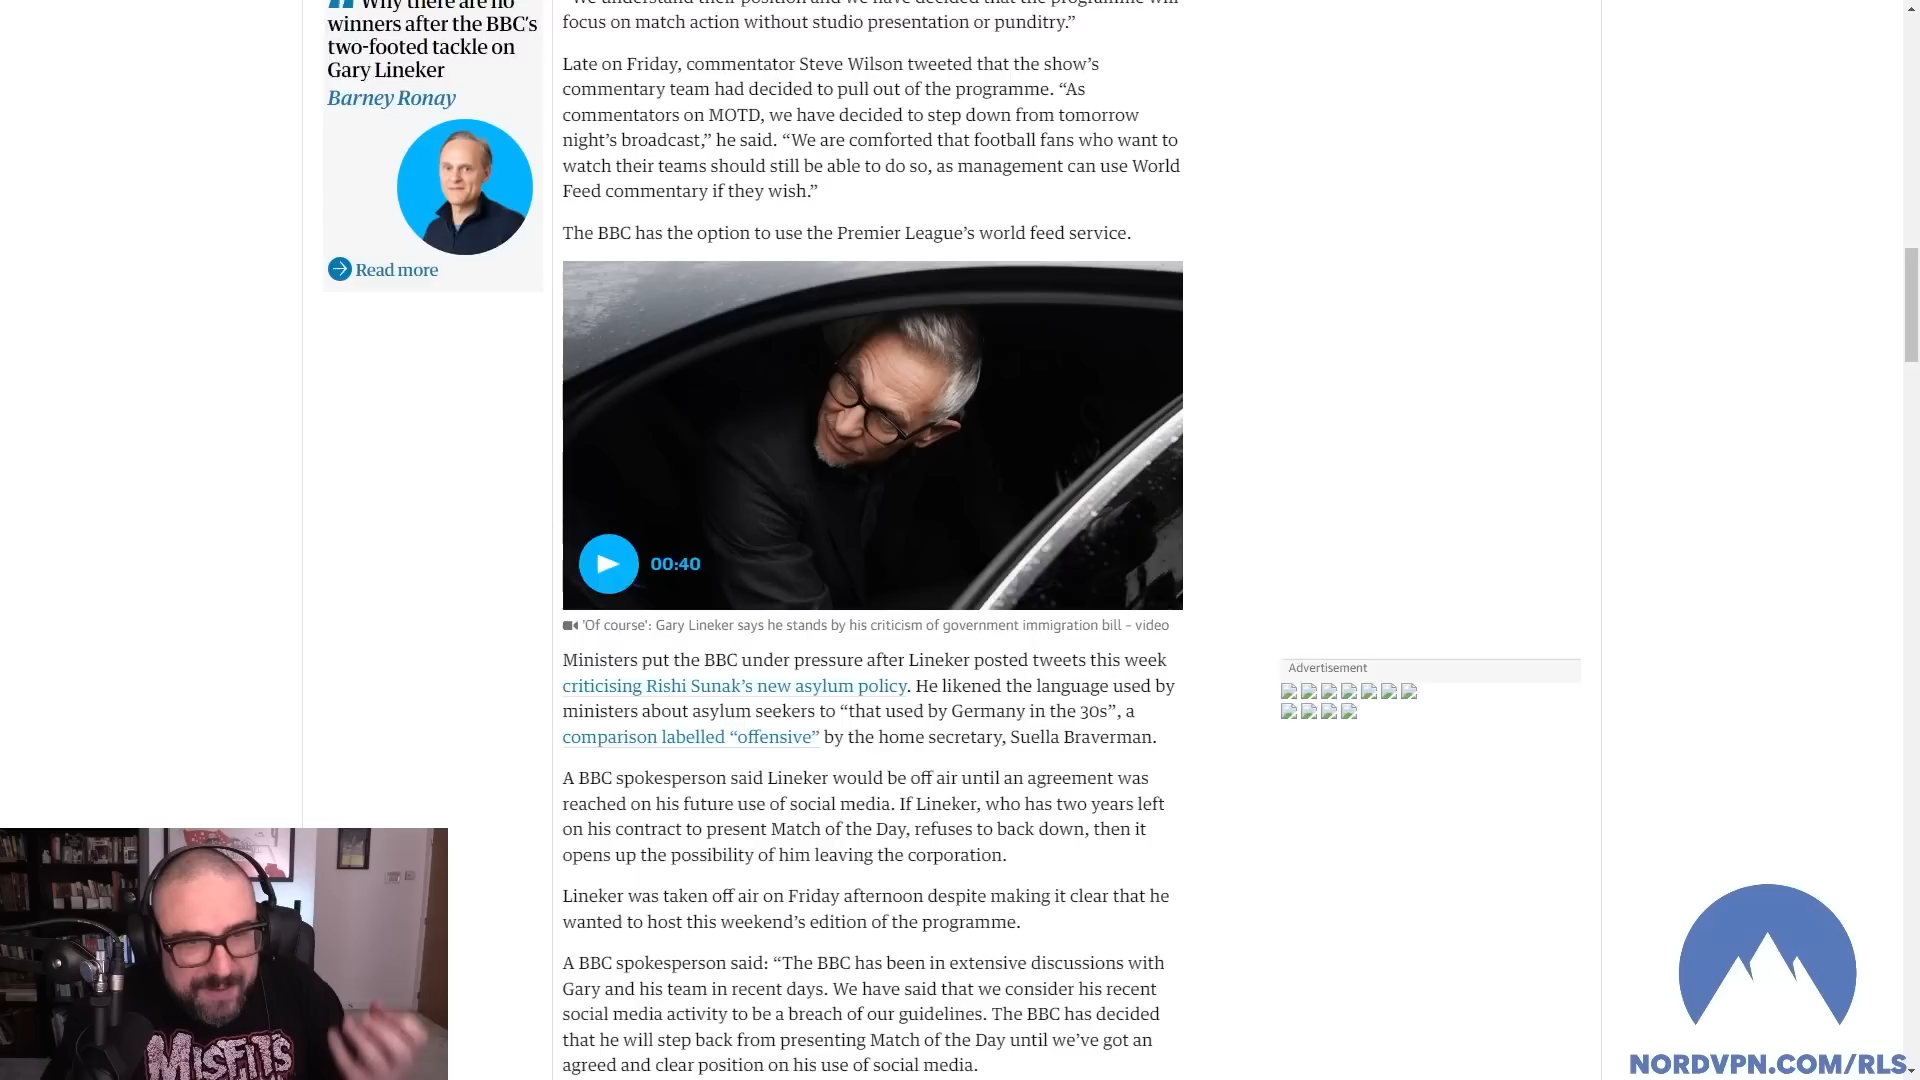 Why there are no
winners after the BBC's
two-footed tackle on
Gary Lineker
Barney Ronay
Read more
“We understand their position and we have decided that the programme will
focus on match action without studio presentation or punditry.”
Late on Friday, commentator Steve Wilson tweeted that the show’s
commentary team had decided to pull out of the programme. “As
commentators on MOTD, we have decided to step down from tomorrow
night’s broadcast,” he said. “We are comforted that football fans who want to
watch their teams should still be able to do so, as management can use World
Feed commentary if they wish.”
The BBC has the option to use the Premier League’s world feed service.
00:40
'Of course': Gary Lineker says he stands by his criticism of government immigration bill – video
Ministers put the BBC under pressure after Lineker posted tweets this week
criticising Rishi Sunak’s new asylum policy. He likened the language used by
ministers about asylum seekers to “that used by Germany in the 30s”, a
comparison labelled “offensive” by the home secretary, Suella Braverman.
A BBC spokesperson said Lineker would be off air until an agreement was
reached on his future use of social media. If Lineker, who has two years left
on his contract to present Match of the Day, refuses to back down, then it
opens up the possibility of him leaving the corporation.
Lineker was taken off air on Friday afternoon despite making it clear that he
wanted to host this weekend’s edition of the programme.
A BBC spokesperson said: “The BBC has been in extensive discussions with
Gary and his team in recent days. We have said that we consider his recent
social media activity to be a breach of our guidelines. The BBC has decided
that he will step back from presenting Match of the Day until we’ve got an
agreed and clear position on his use of social media.
Advertisement
MISFITS
NORDVPN.COM/RLS